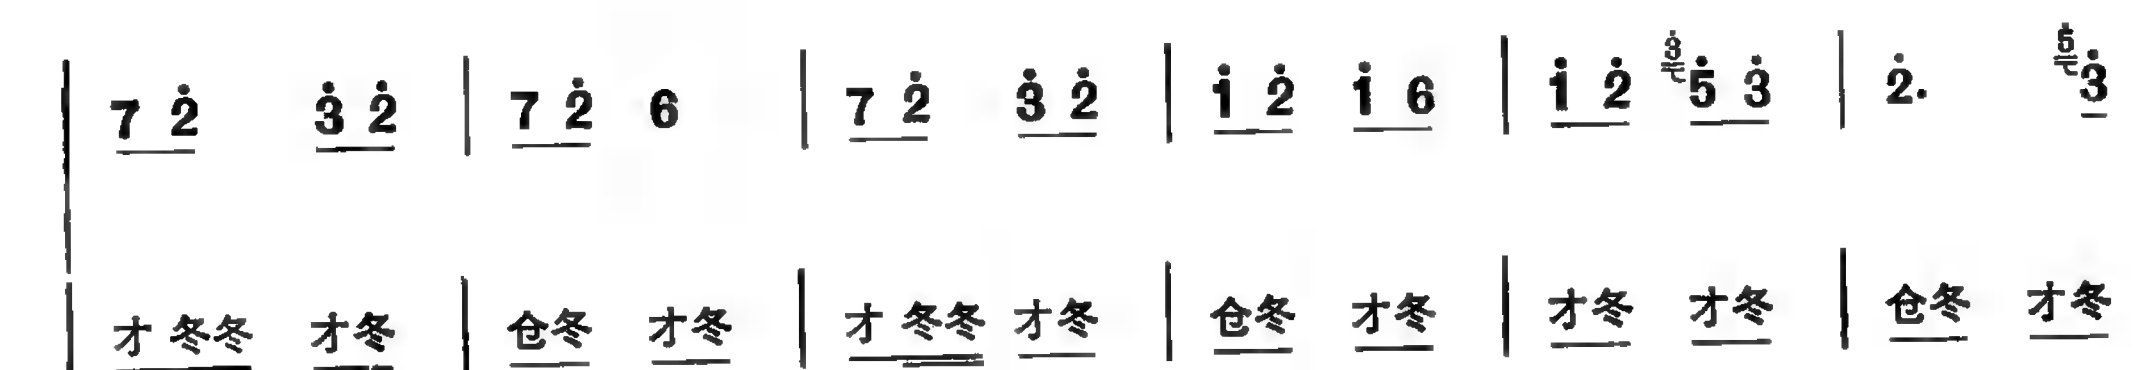 7 2̇ 3̇ 2̇ | 7 2̇ 6 | 7 2̇ 3̇ 2̇ | 1̇ 2̇ 1̇ 6 | 1̇ 2̇ 3̇ 5̇ 3̇ | 2̇. 5̇ 3̇
才 冬冬 才冬 | 仓冬 才冬 | 才 冬冬 才冬 | 仓冬 才冬 | 才冬 才冬 | 仓冬 才冬